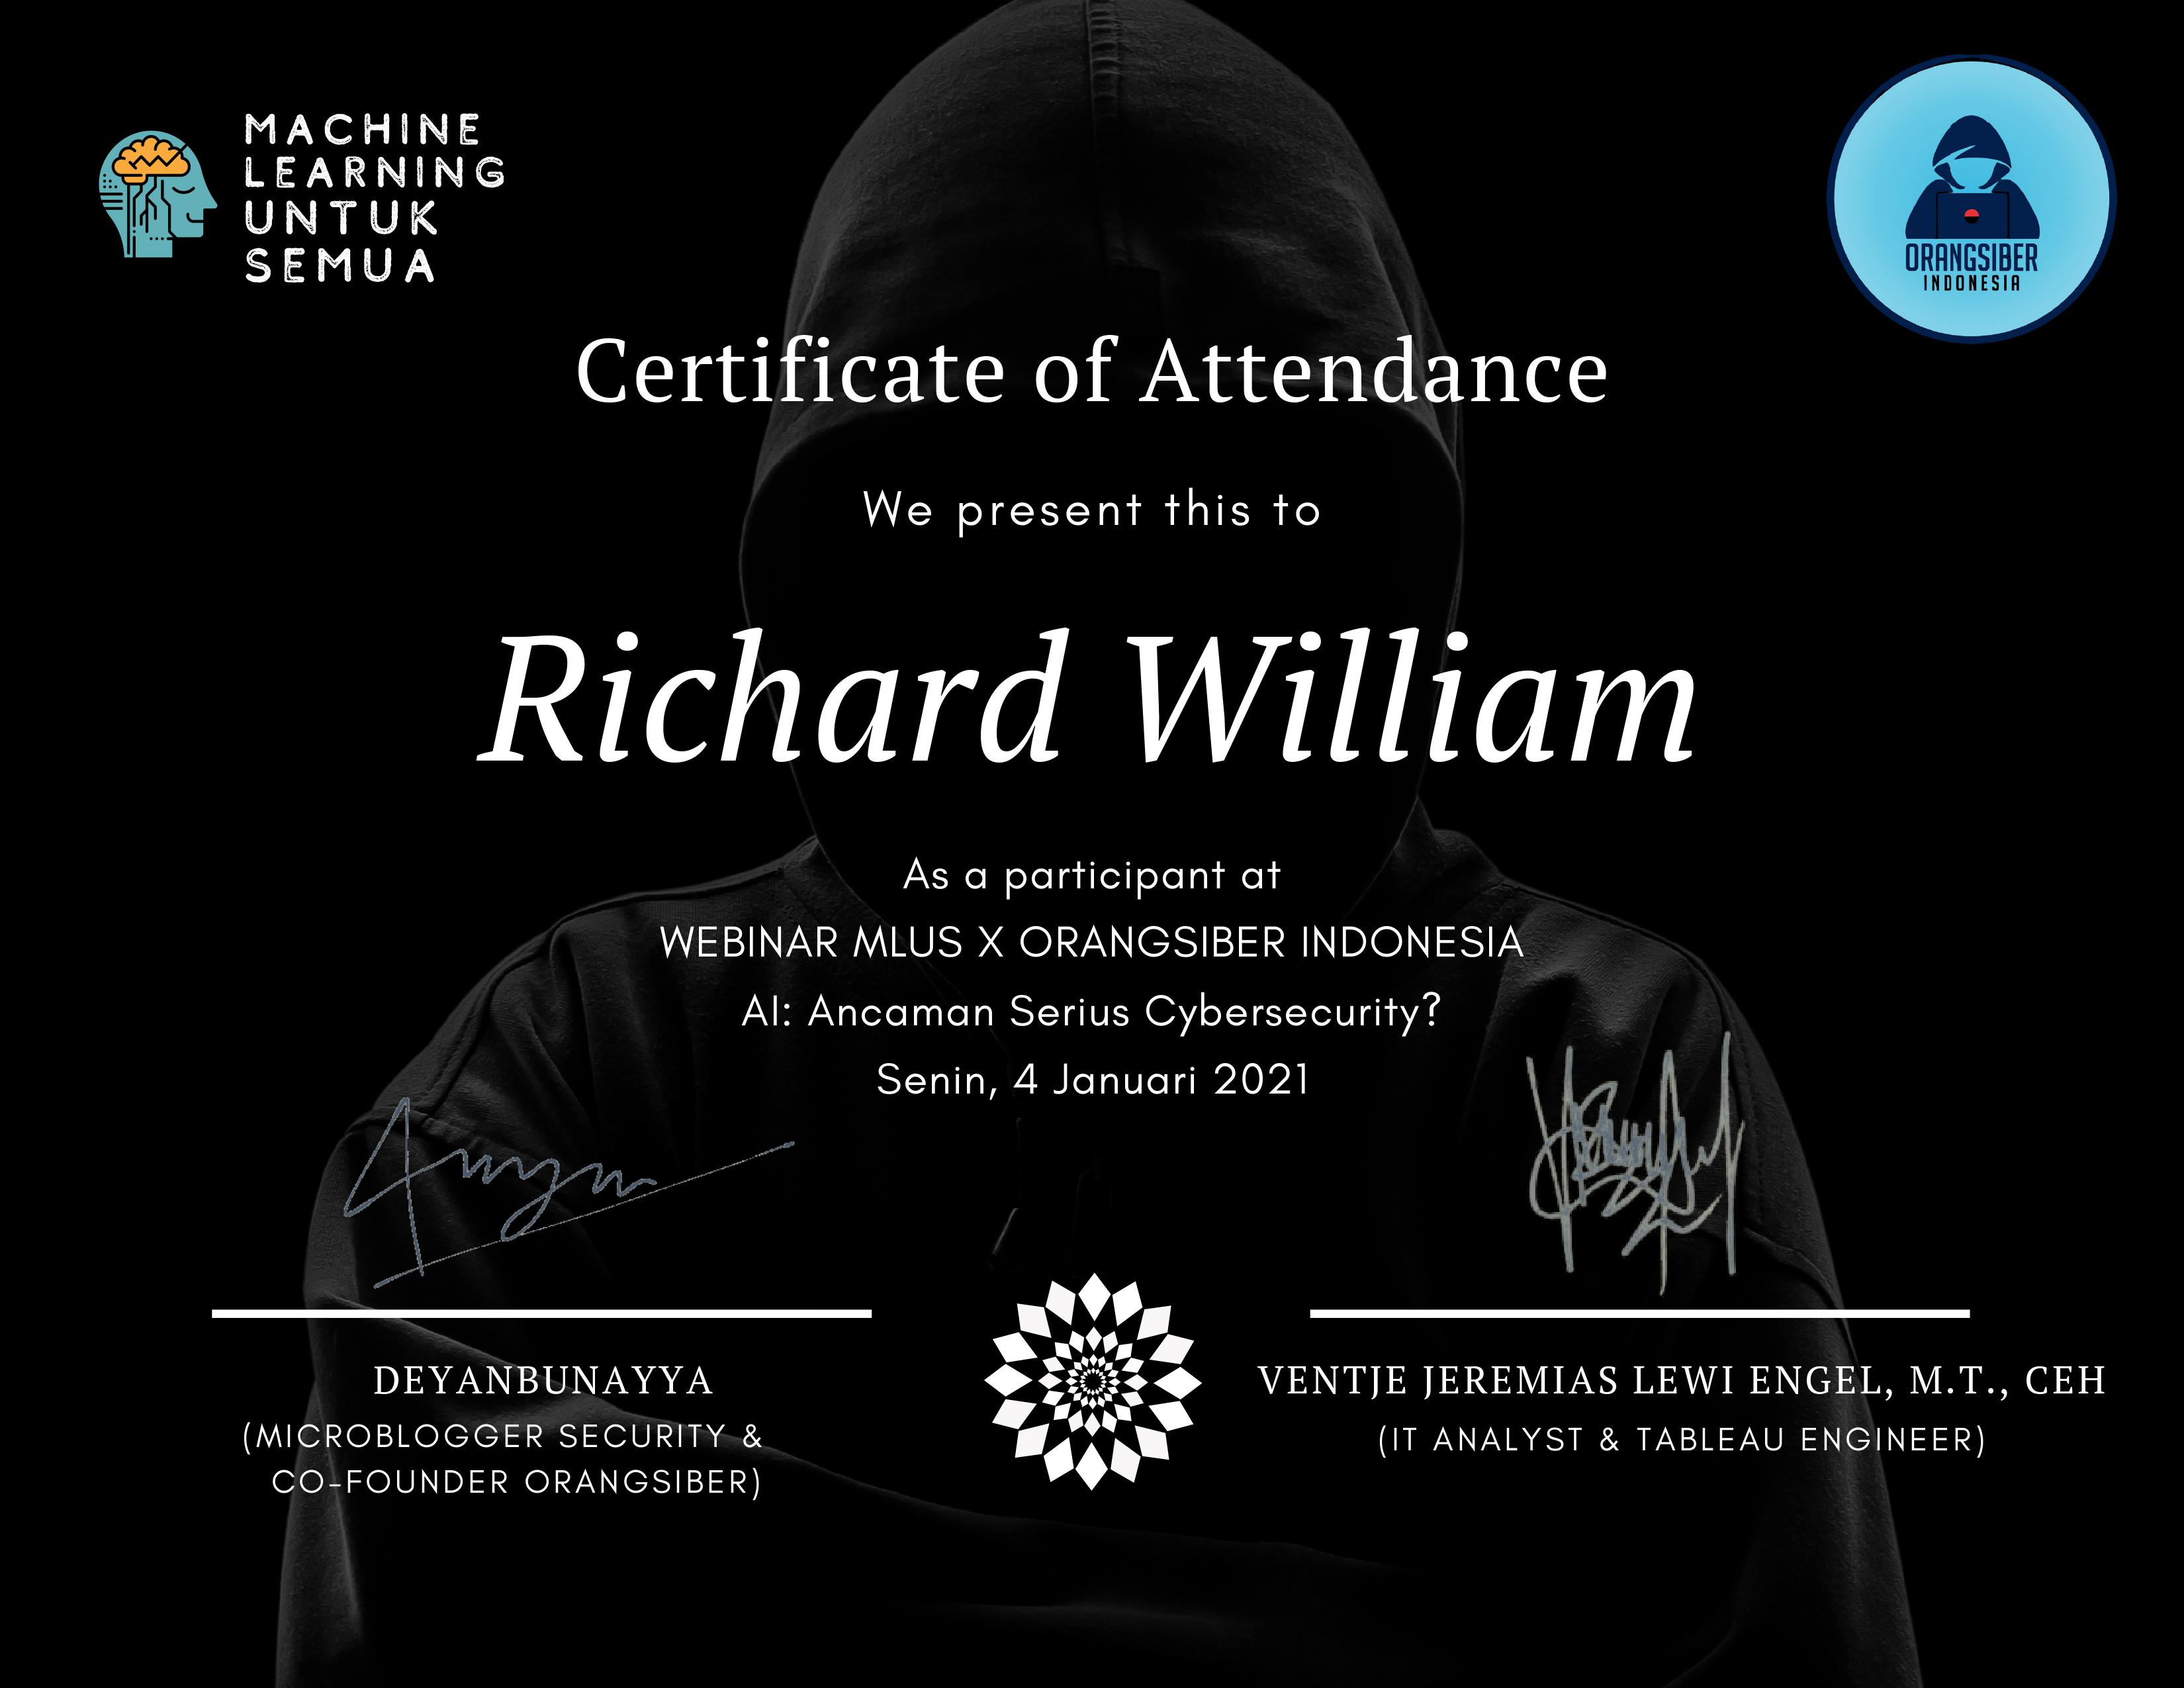 MACHINE
LEARNING
UNTUK
SEMUA
ORANGSIBER
INDONESIA
Certificate of Attendance
We present this to
Richard William
As a participant at
WEBINAR MLUS X ORANGSIBER INDONESIA
AI: Ancaman Serius Cybersecurity?
Senin, 4 Januari 2021
DEYANBUNAYYA
(MICROBLOGGER SECURITY &
CO-FOUNDER ORANGSIBER)
VENTJE JEREMIAS LEWI ENGEL, M.T., CEH
(IT ANALYST & TABLEAU ENGINEER)